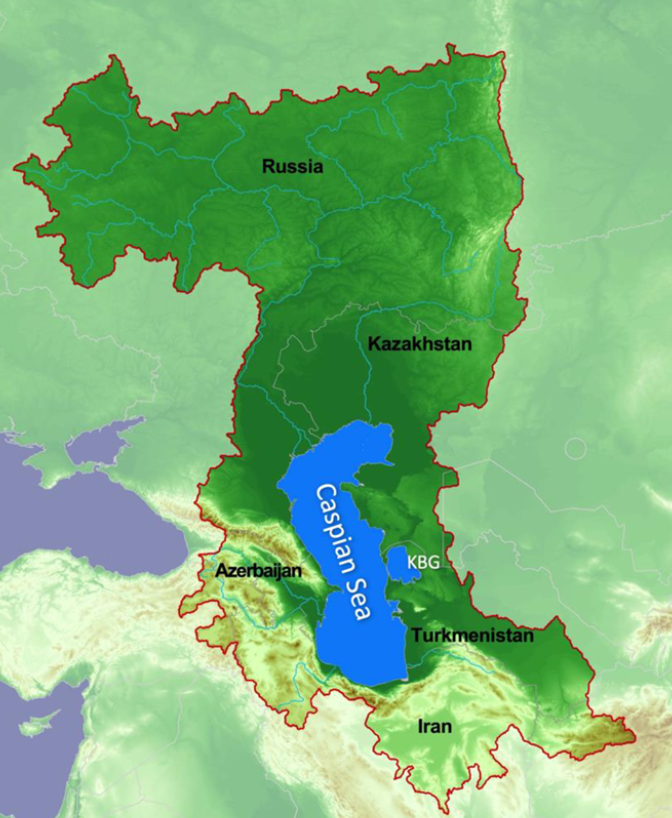 Russia
Kazakhstan
Caspian Sea
KBG
Azerbaijan
Turkmenistan
Iran